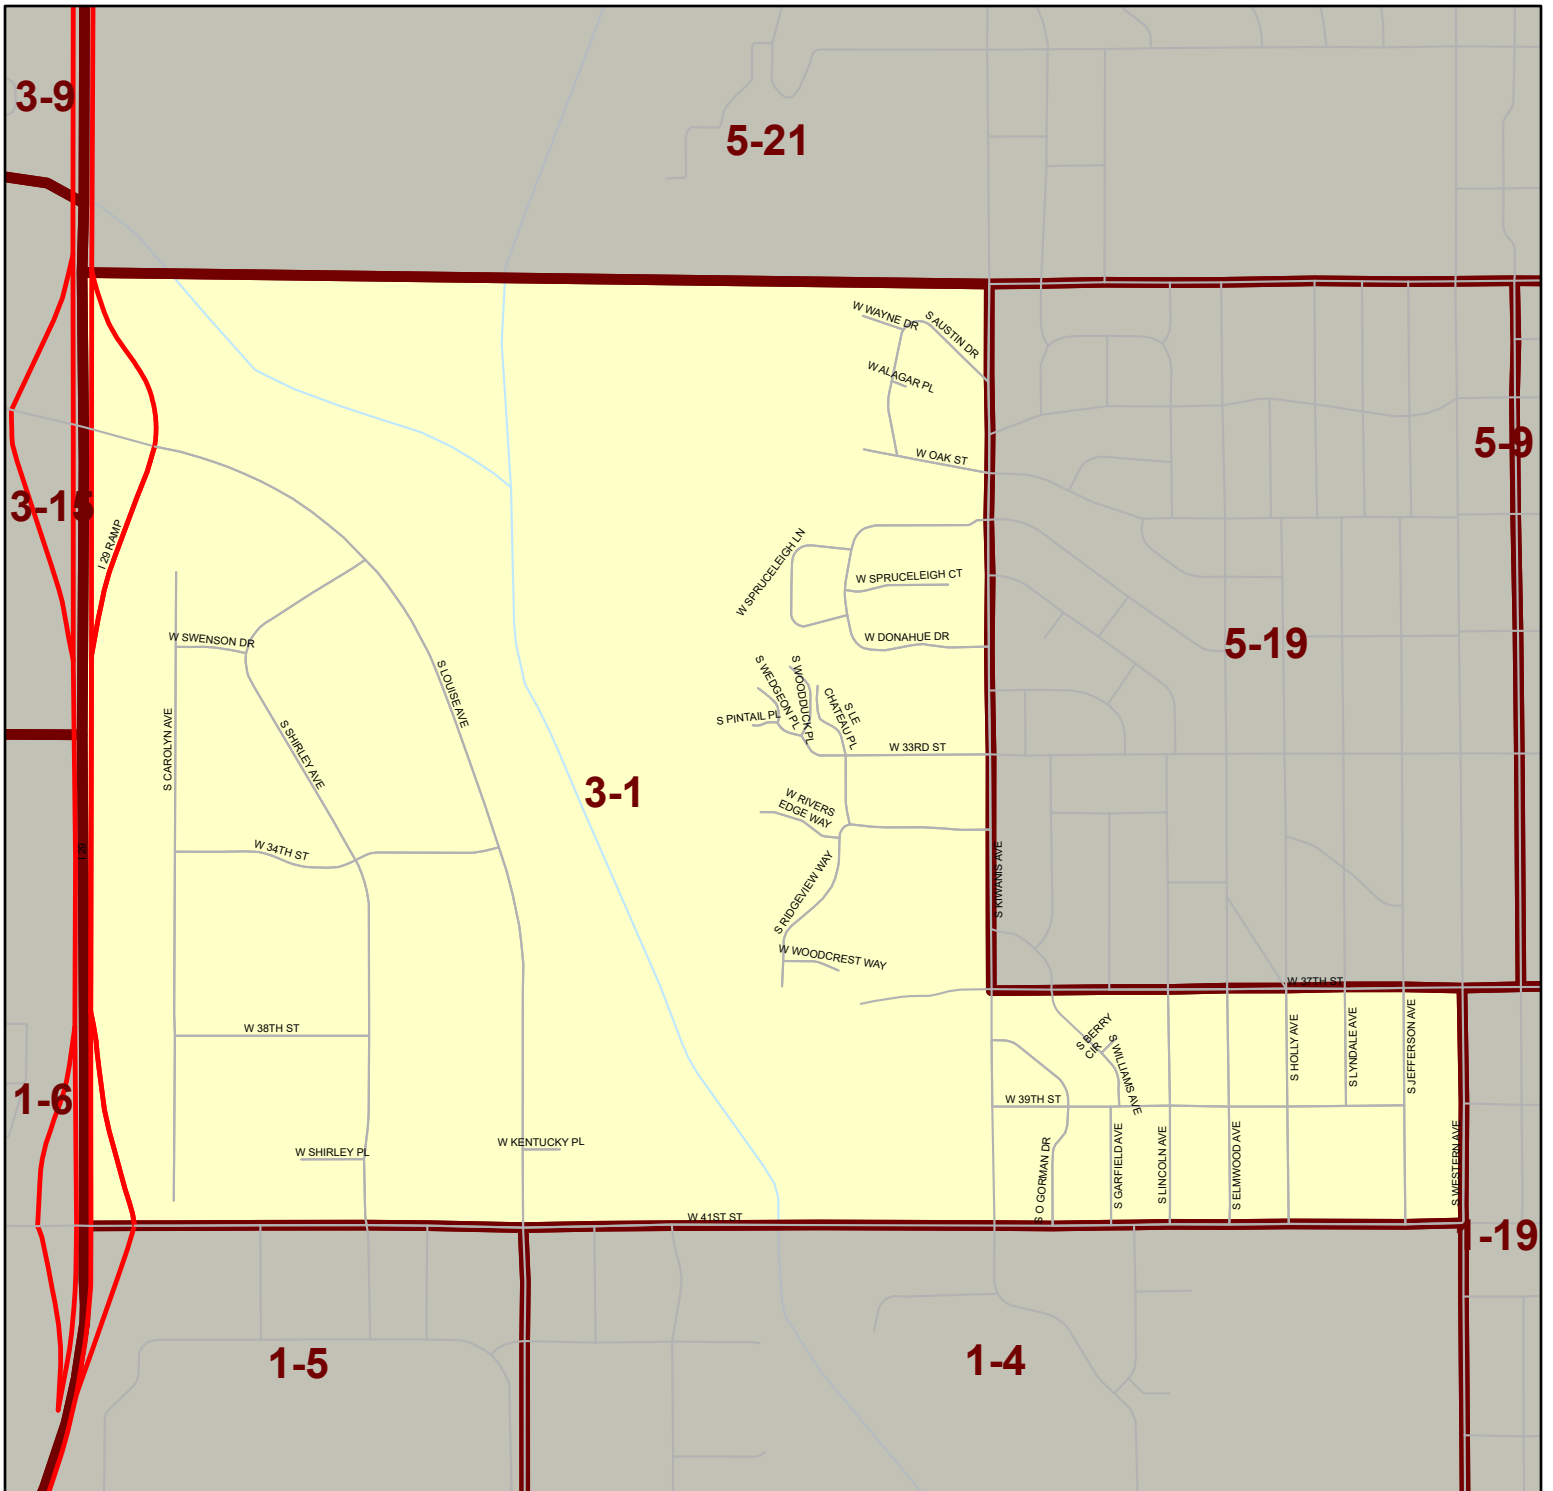 3-9
5-21
W WAYNE DR
S AUSTIN DR
W ALAGAR PL
5-9
W OAK ST
3-15
I 29 RAMP
W SPRUCELEIGH LN
W SPRUCELEIGH CT
W DONAHUE DR
5-19
W SWENSON DR
S LOUISE AVE
S WEDGEON PL
S WOODDUCK PL
S LE
CHATEAU PL
S PINTAIL PL
S CAROLYN AVE
S SHIRLEY AVE
W 33RD ST
3-1
W RIVERS
EDGE WAY
I 29
W 34TH ST
S RIDGEVIEW WAY
S KIWANIS AVE
W WOODCREST WAY
W 37TH ST
W 38TH ST
S BERRY
CIR
S WILLIAMS AVE
S HOLLY AVE
S LYNDALE AVE
S JEFFERSON AVE
1-6
W 39TH ST
W SHIRLEY PL
W KENTUCKY PL
S O GORMAN DR
S GARFIELD AVE
S LINCOLN AVE
S ELMWOOD AVE
S WESTERN AVE
W 41ST ST
1-19
1-5
1-4